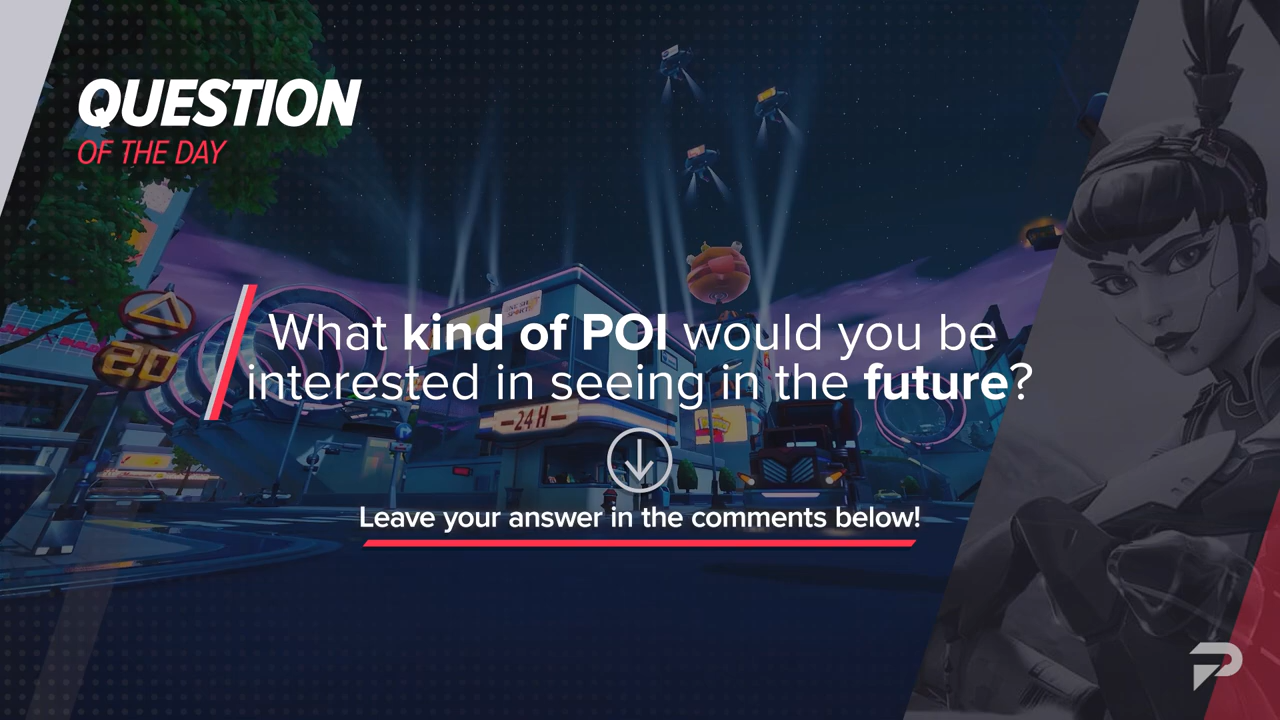 QUESTION
OF THE DAY
What kind of POI would you be
interested in seeing in the future?
Leave your answer in the comments below!
20
-24H-